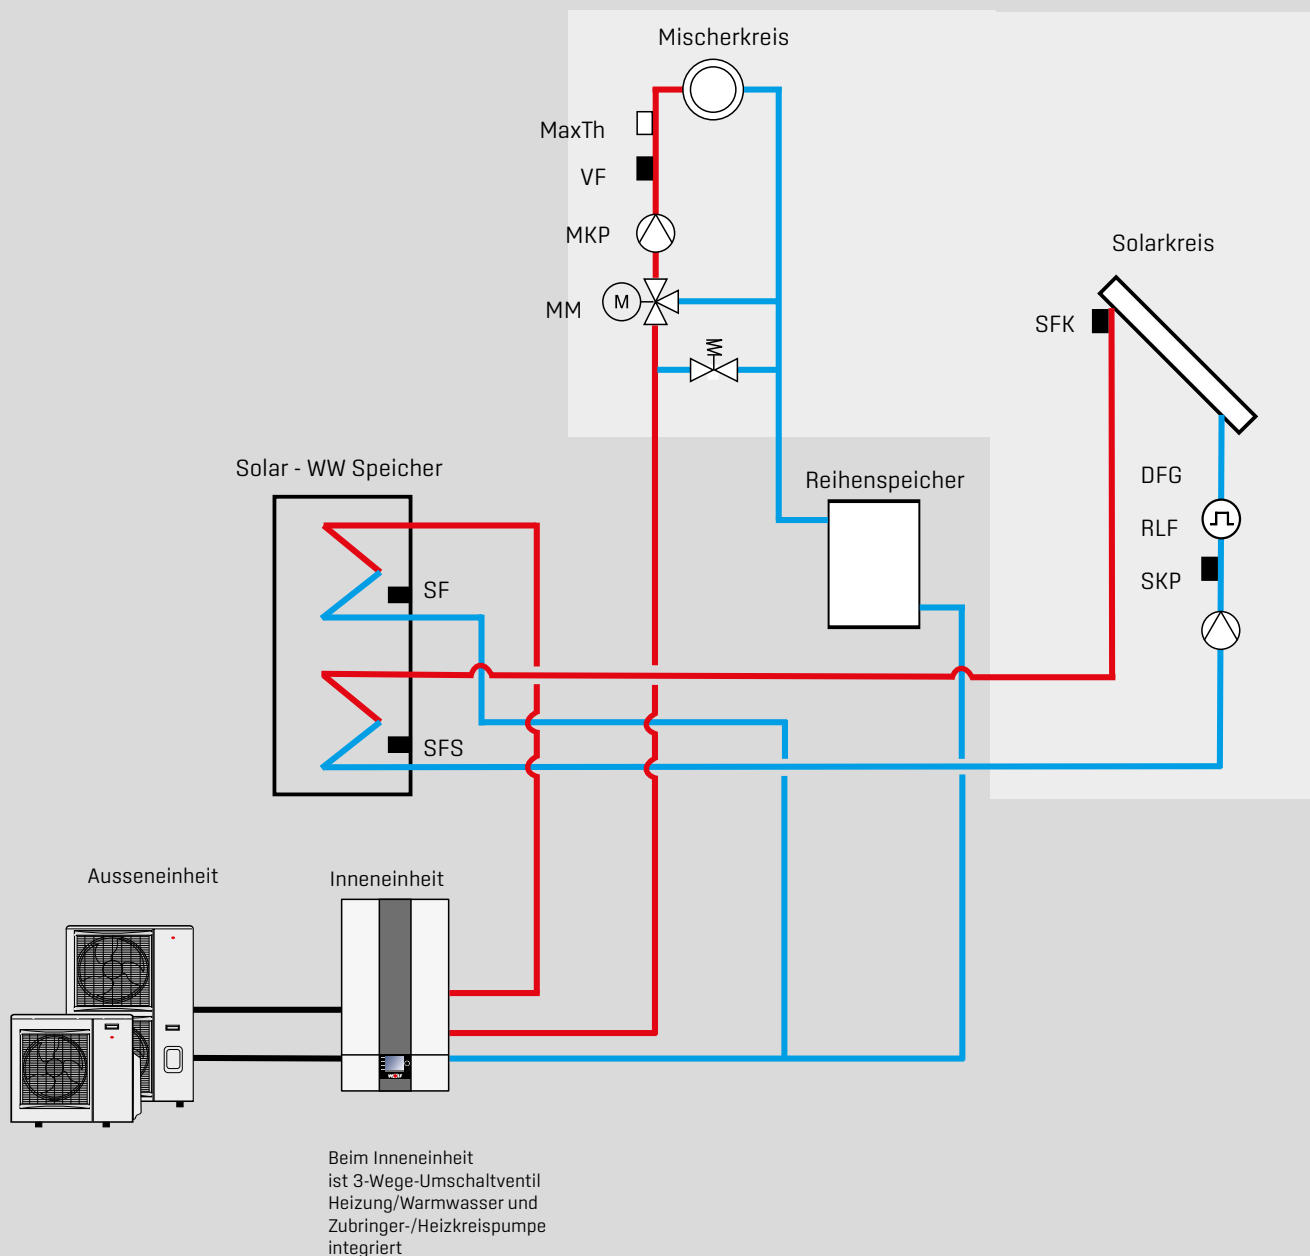 Mischerkreis
MaxTh
VF
MKP
MM
M
Solarkreis
SFK
DFG
RLF
SKP
Solar - WW Speicher
SF
SFS
Reihenspeicher
Ausseneinheit
Inneneinheit
WOLF
Beim Inneneinheit
ist 3-Wege-Umschaltventil
Heizung/Warmwasser und
Zubringer-/Heizkreispumpe
integriert